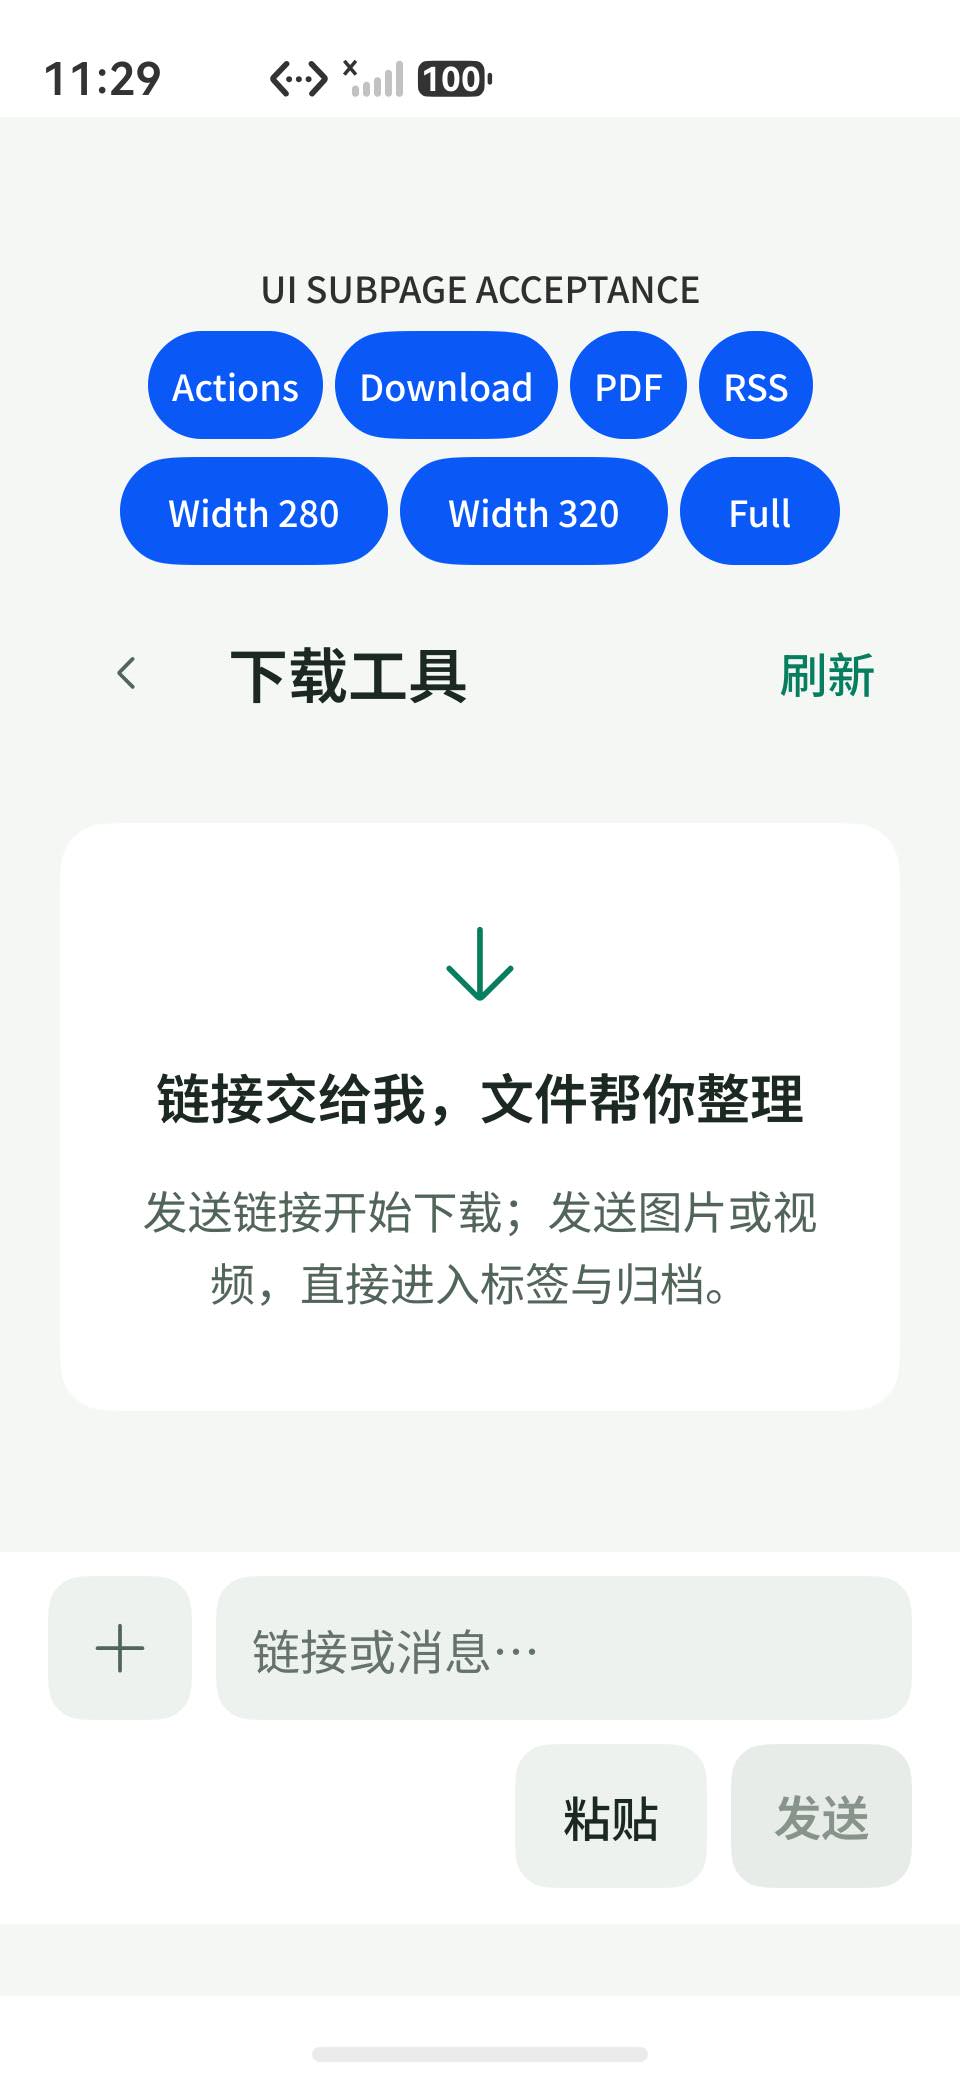 11:29
100
UI SUBPAGE ACCEPTANCE
Actions Download PDF RSS
Width 280 Width 320 Full
下载工具 刷新
链接交给我，文件帮你整理
发送链接开始下载；发送图片或视
频，直接进入标签与归档。
链接或消息…
粘贴 发送